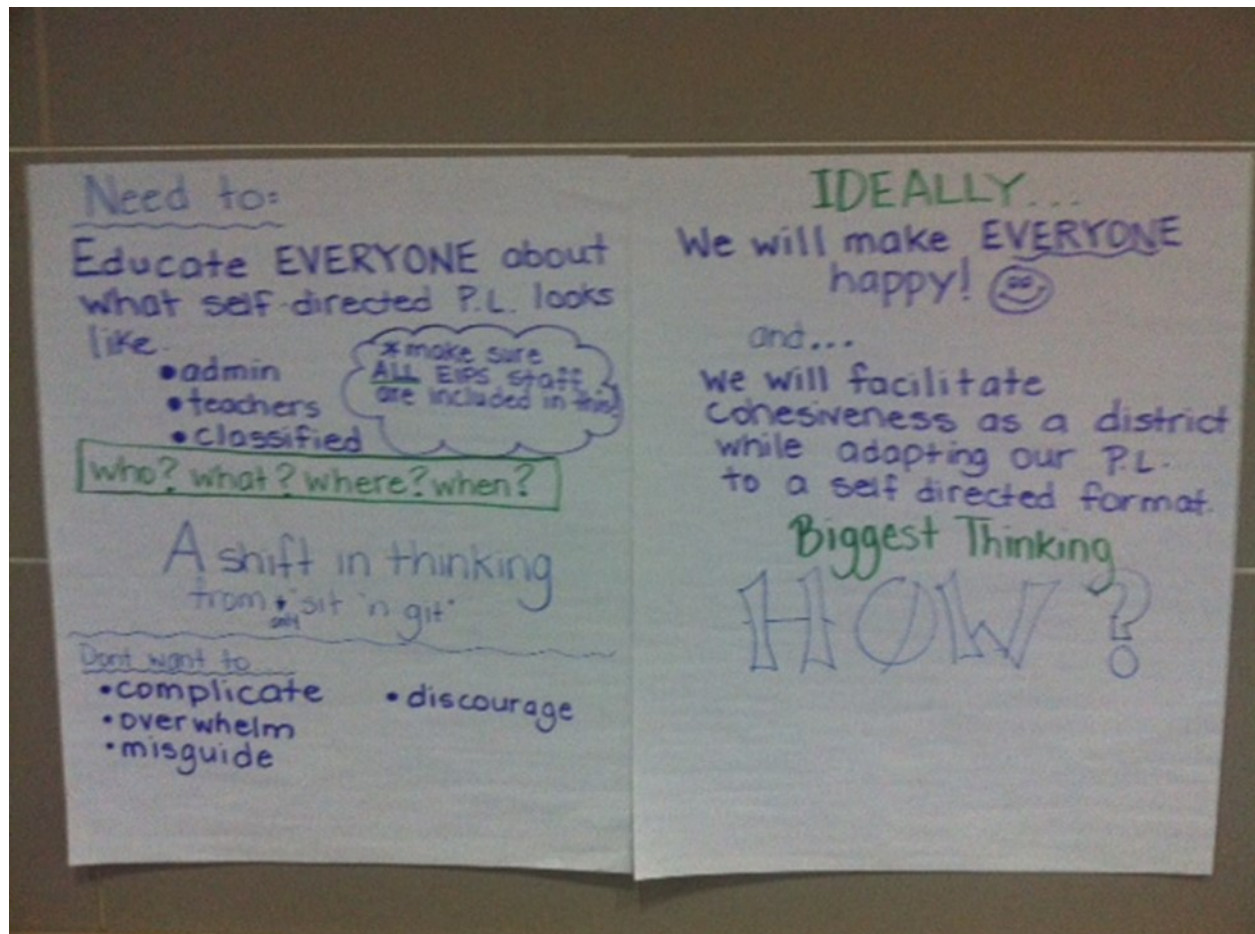 Need to:
Educate EVERYONE about
what self-directed P.L. looks
like.
• admin
• teachers
• classified
*make sure
ALL EIPS staff
are included in this
who? what? where? when?
A shift in thinking
from "sit 'n git"
only
Dont want to
• complicate
• overwhelm
• misguide
• discourage
IDEALLY...
We will make EVERYONE
happy!
and...
we will facilitate
cohesiveness as a district
while adapting our P.L.
to a self directed format.
Biggest Thinking
HOW?